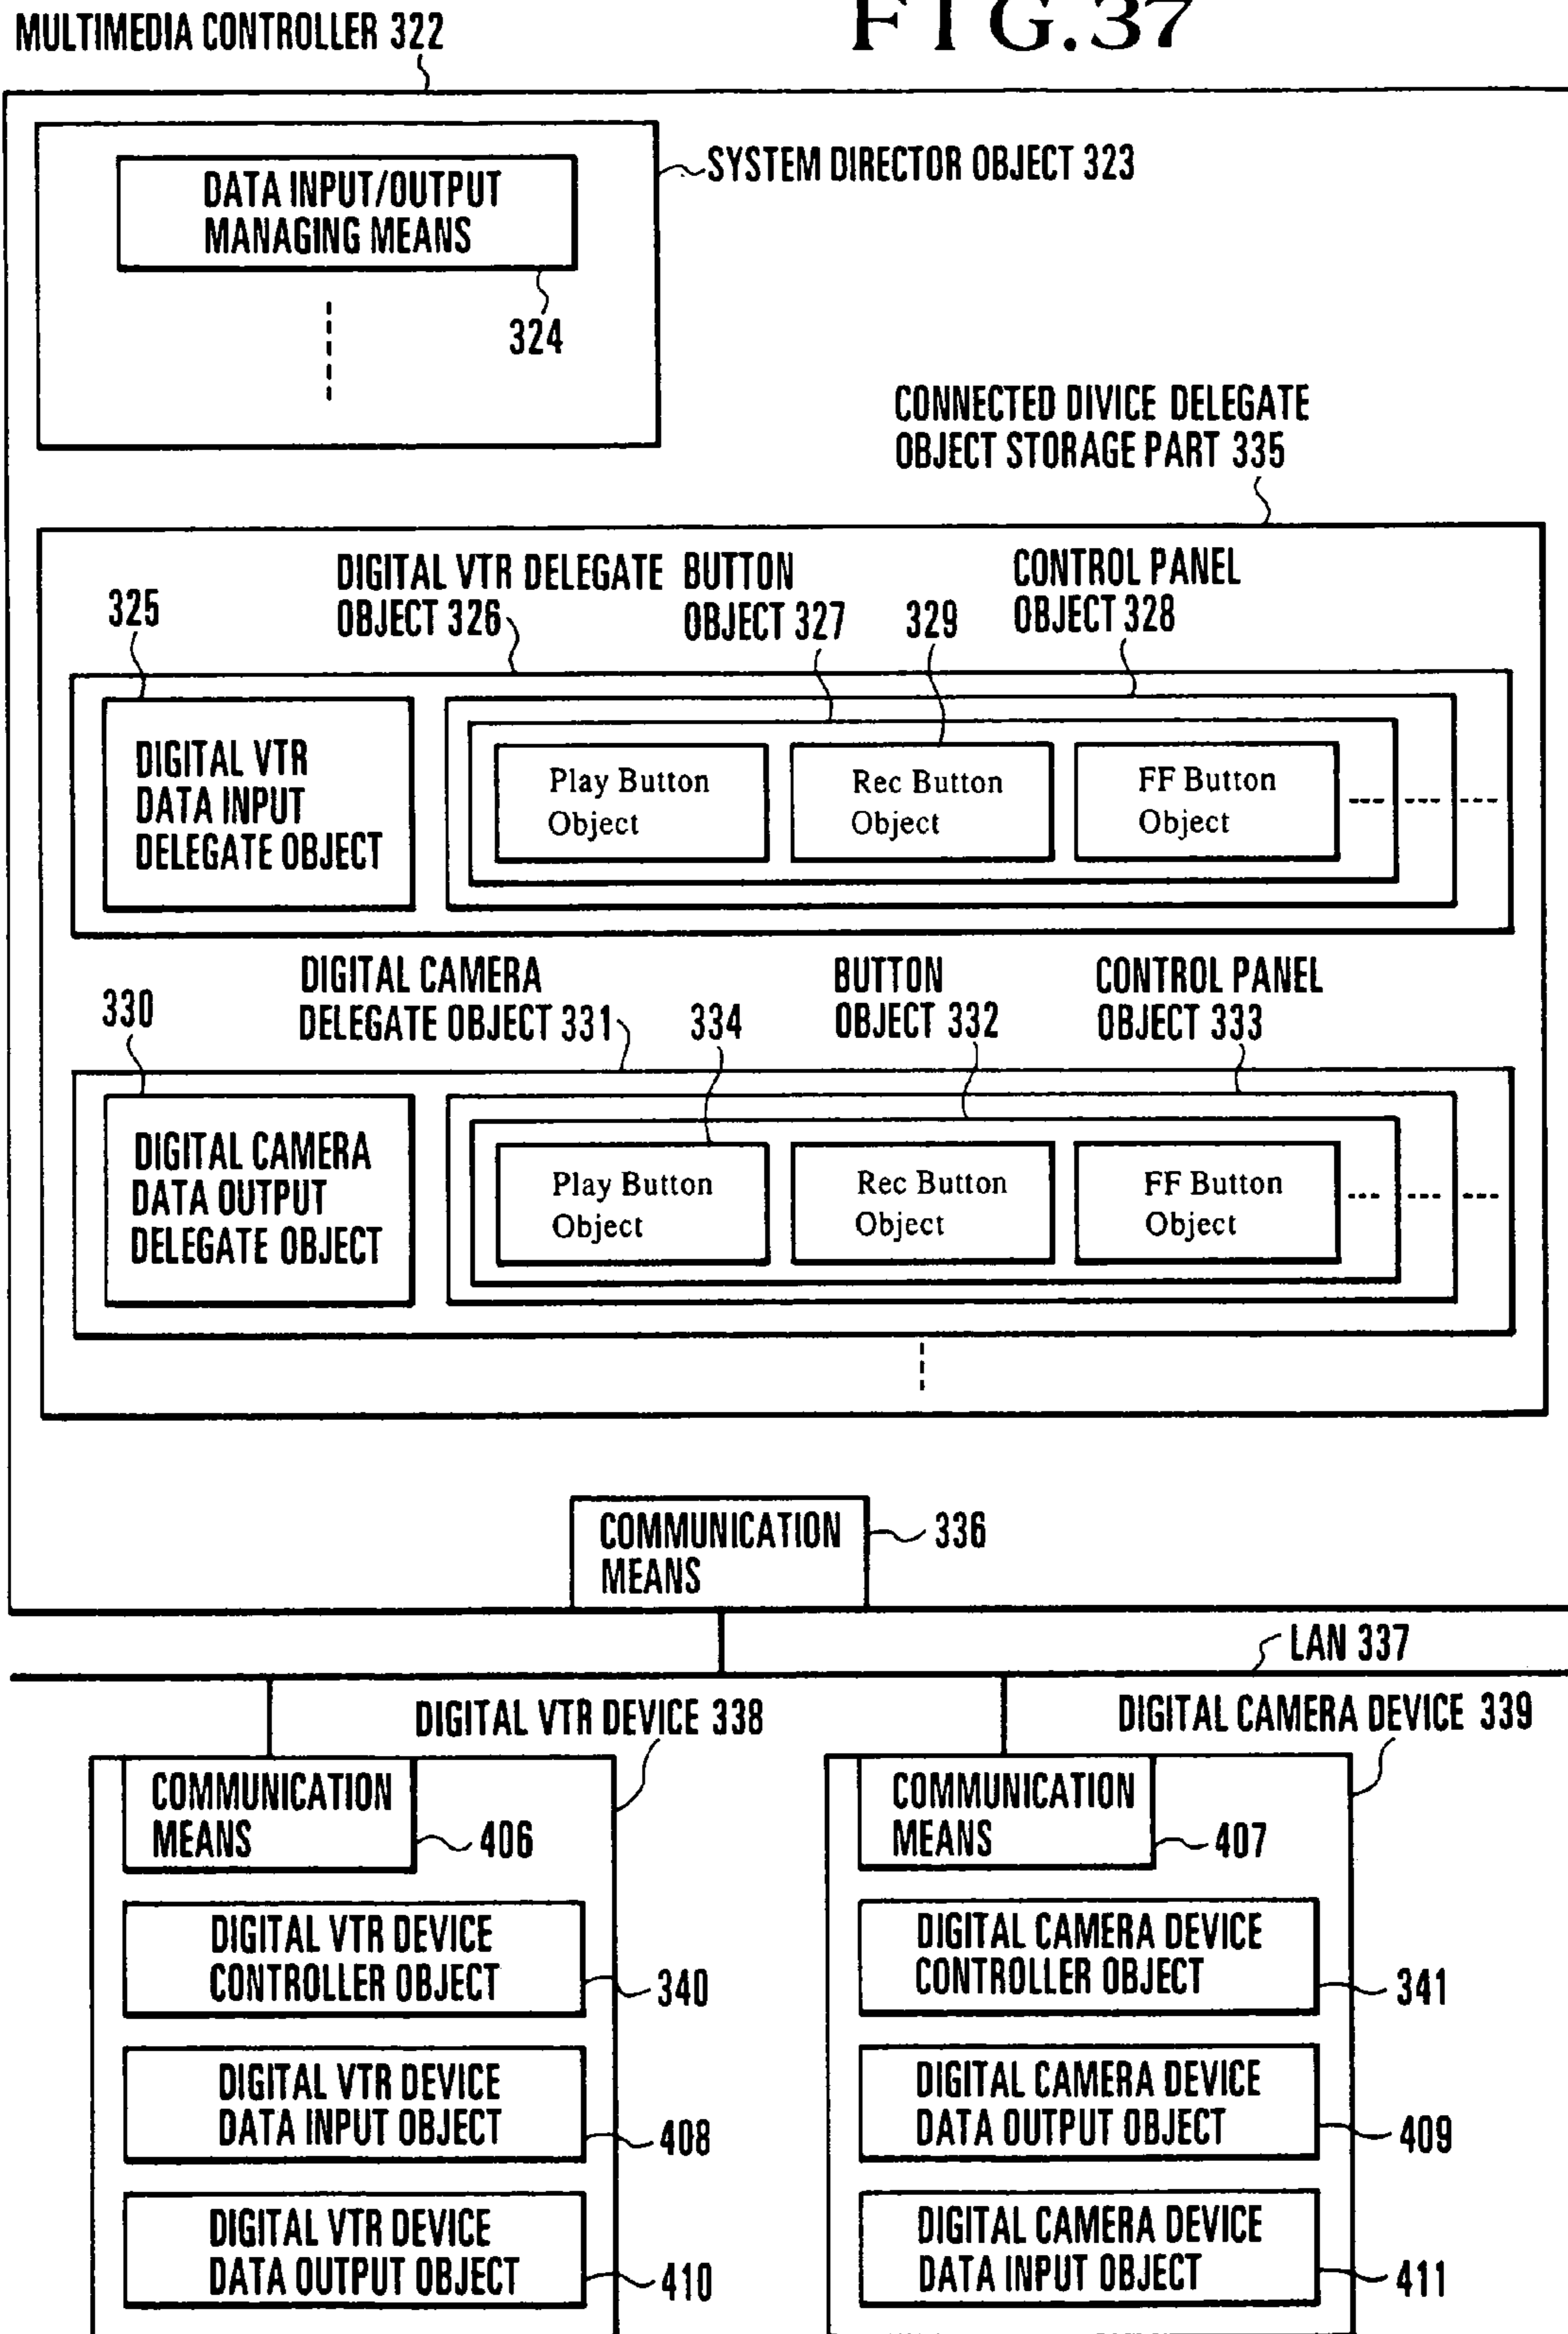 FIG.37
MULTIMEDIA CONTROLLER 322
DATA INPUT/OUTPUT
MANAGING MEANS
324
SYSTEM DIRECTOR OBJECT 323
CONNECTED DIVICE DELEGATE
OBJECT STORAGE PART 335
325
DIGITAL VTR DELEGATE
OBJECT 326
BUTTON
OBJECT 327
329
CONTROL PANEL
OBJECT 328
DIGITAL VTR
DATA INPUT
DELEGATE OBJECT
Play Button
Object
Rec Button
Object
FF Button
Object
330
DIGITAL CAMERA
DELEGATE OBJECT 331
334
BUTTON
OBJECT 332
CONTROL PANEL
OBJECT 333
DIGITAL CAMERA
DATA OUTPUT
DELEGATE OBJECT
Play Button
Object
Rec Button
Object
FF Button
Object
COMMUNICATION
MEANS
336
LAN 337
DIGITAL VTR DEVICE 338
COMMUNICATION
MEANS
406
DIGITAL VTR DEVICE
CONTROLLER OBJECT
340
DIGITAL VTR DEVICE
DATA INPUT OBJECT
408
DIGITAL VTR DEVICE
DATA OUTPUT OBJECT
410
DIGITAL CAMERA DEVICE 339
COMMUNICATION
MEANS
407
DIGITAL CAMERA DEVICE
CONTROLLER OBJECT
341
DIGITAL CAMERA DEVICE
DATA OUTPUT OBJECT
409
DIGITAL CAMERA DEVICE
DATA INPUT OBJECT
411